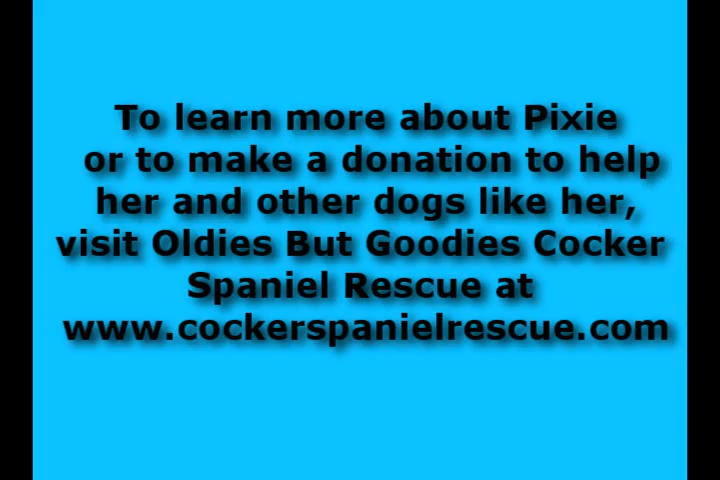 To learn more about Pixie
or to make a donation to help
her and other dogs like her,
visit Oldies But Goodies Cocker
Spaniel Rescue at
www.cockerspanielrescue.com